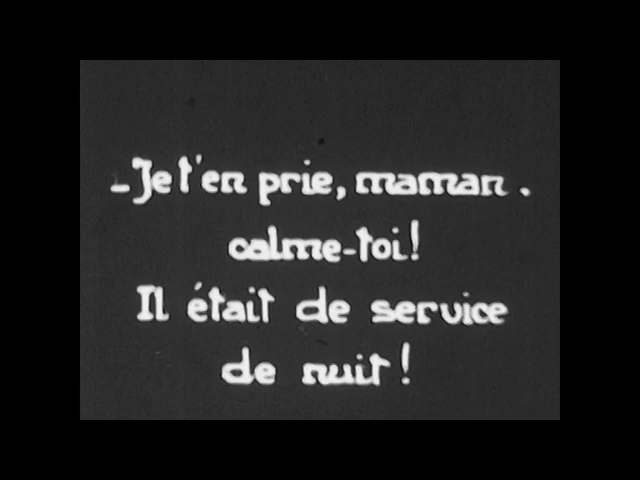 - Je t'en prie, maman.
calme-toi!
Il était de service
de nuit!